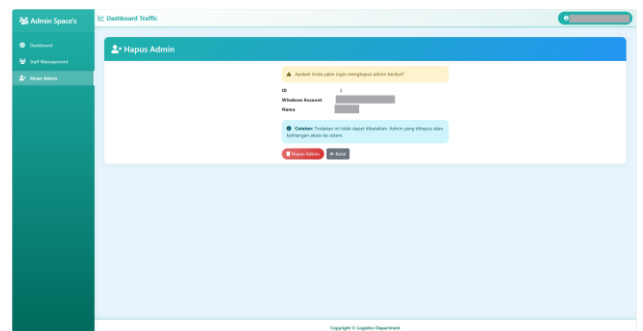 Admin Space's
Dashboard Traffic
Dashboard
Staff Management
Akses Admin
Hapus Admin
Apakah Anda yakin ingin menghapus admin berikut?
ID
Windows Account
Nama
Catatan: Tindakan ini tidak dapat dibatalkan. Admin yang dihapus akan
kehilangan akses ke sistem.
Hapus Admin
Batal
Copyright © Logistics Department